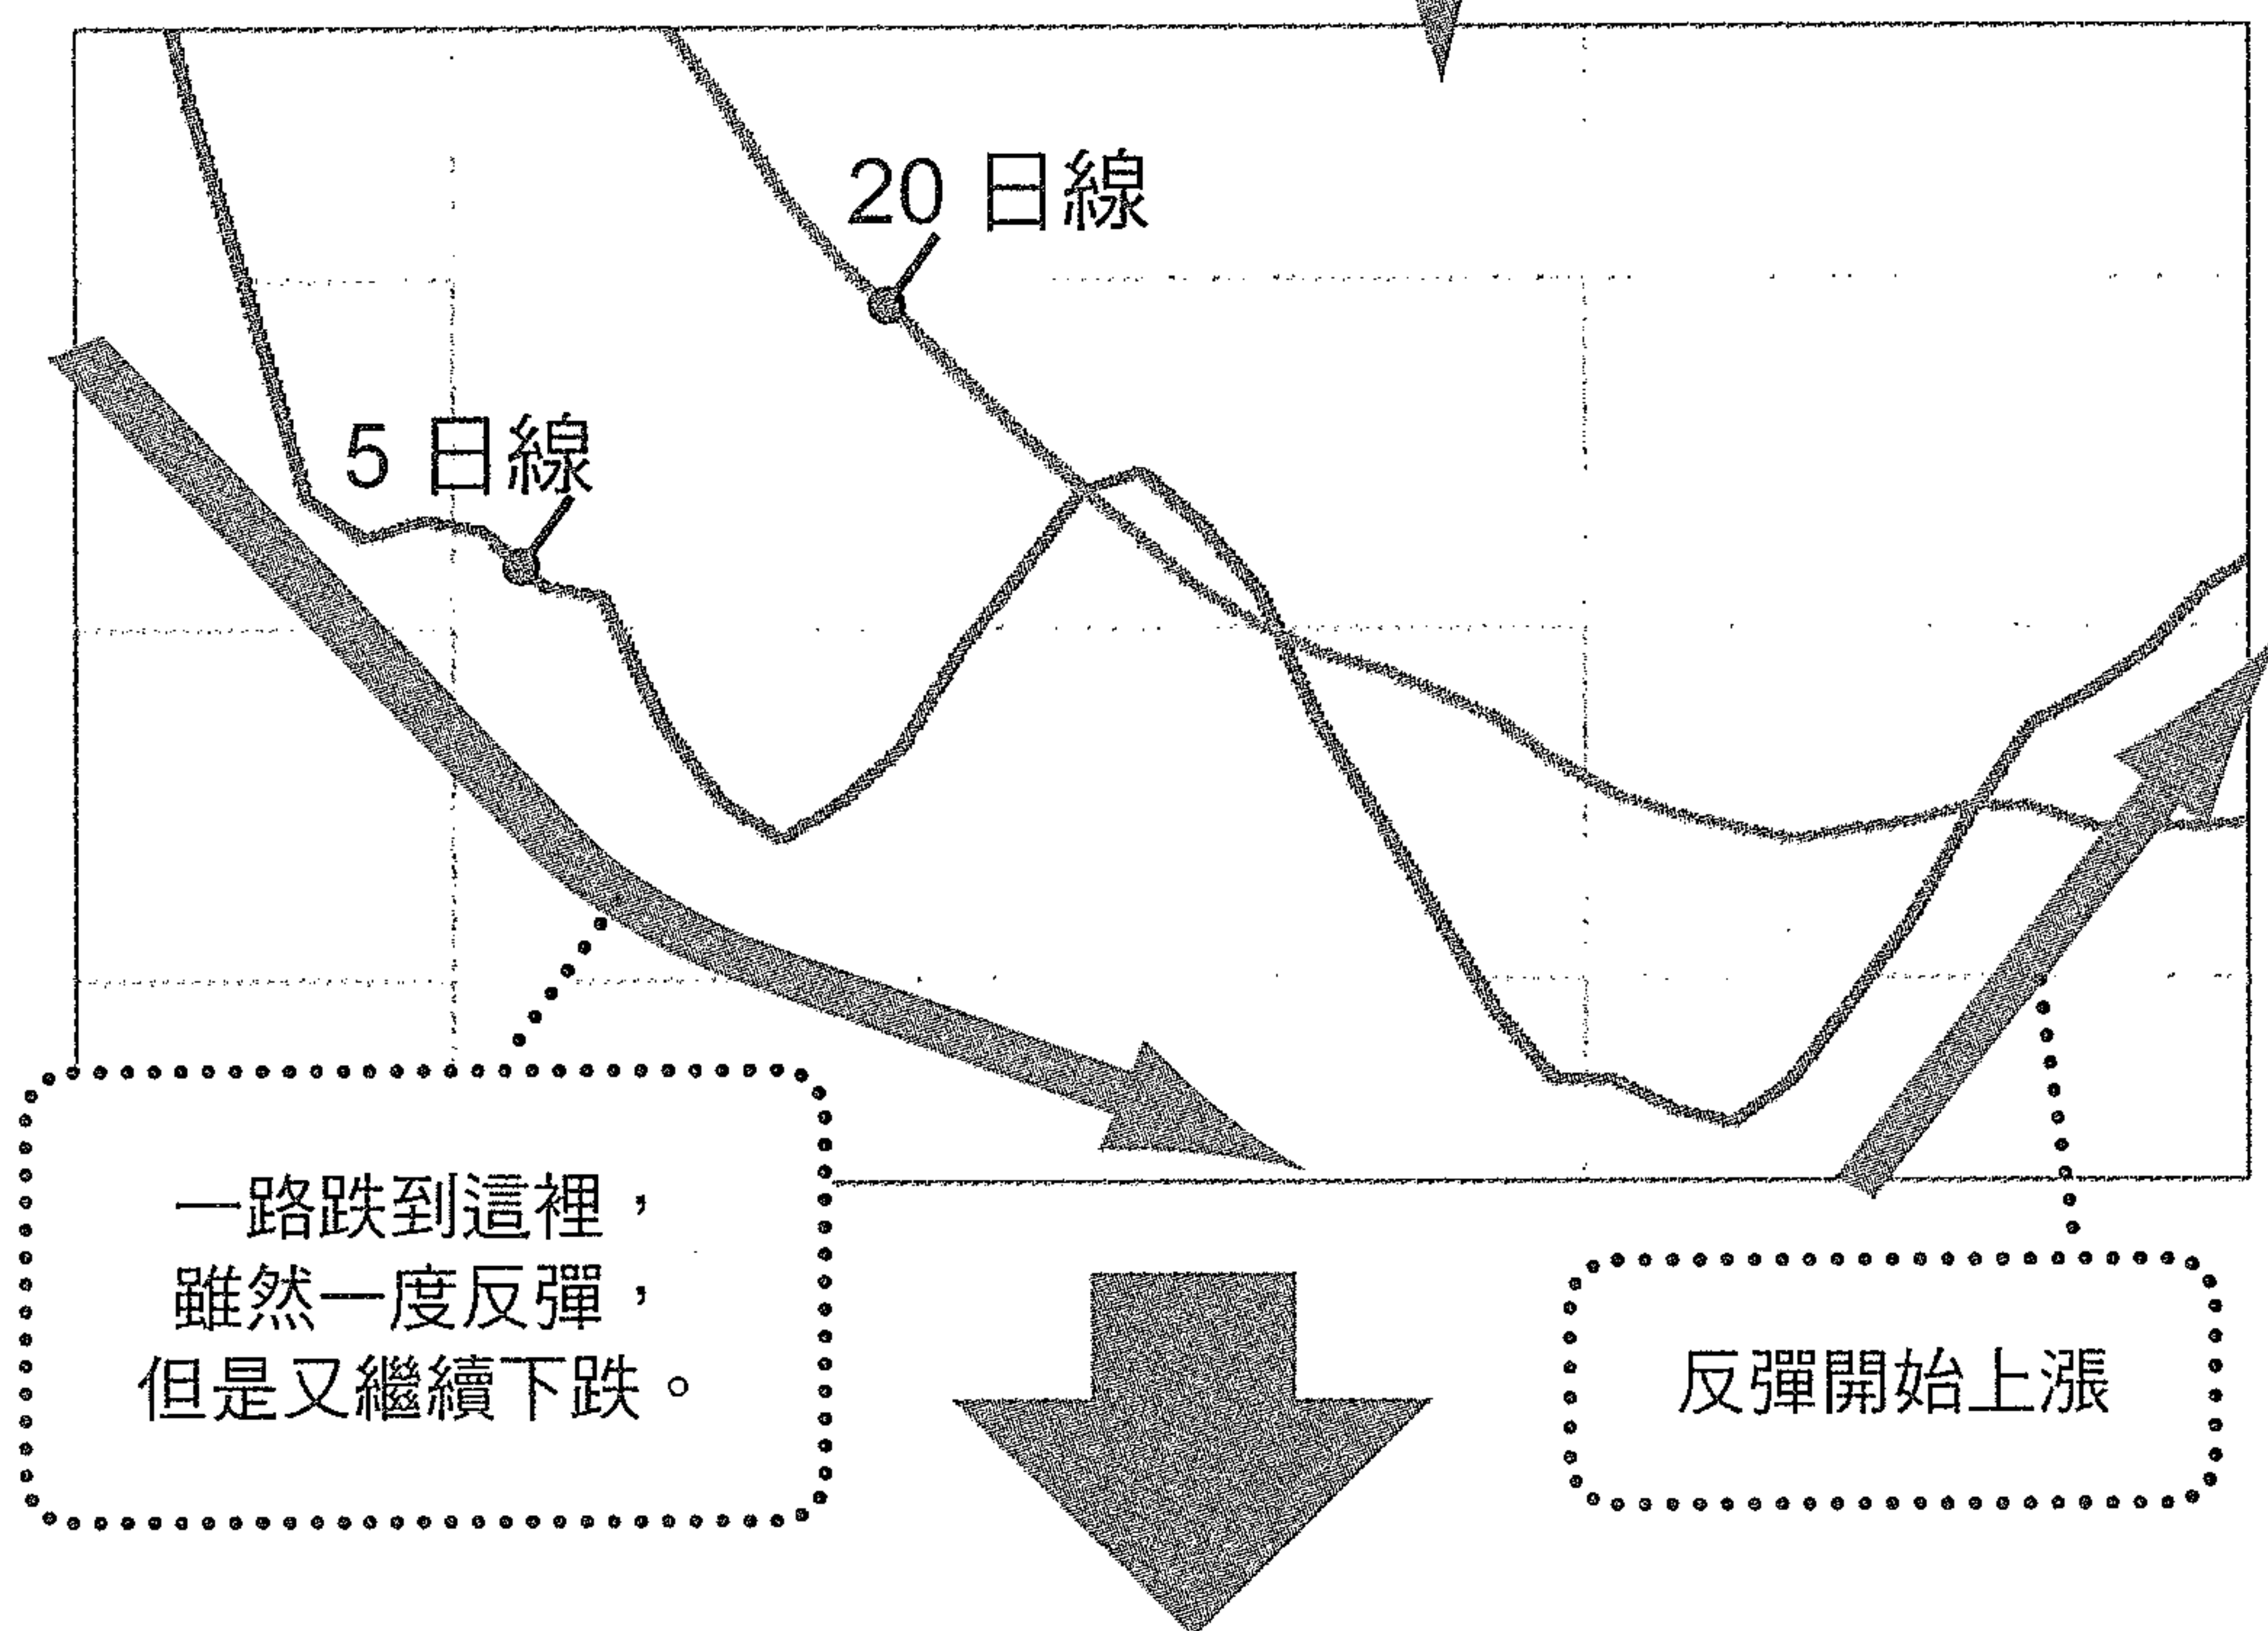 20 日線
5 日線
一路跌到這裡，
雖然一度反彈，
但是又繼續下跌。
反彈開始上漲